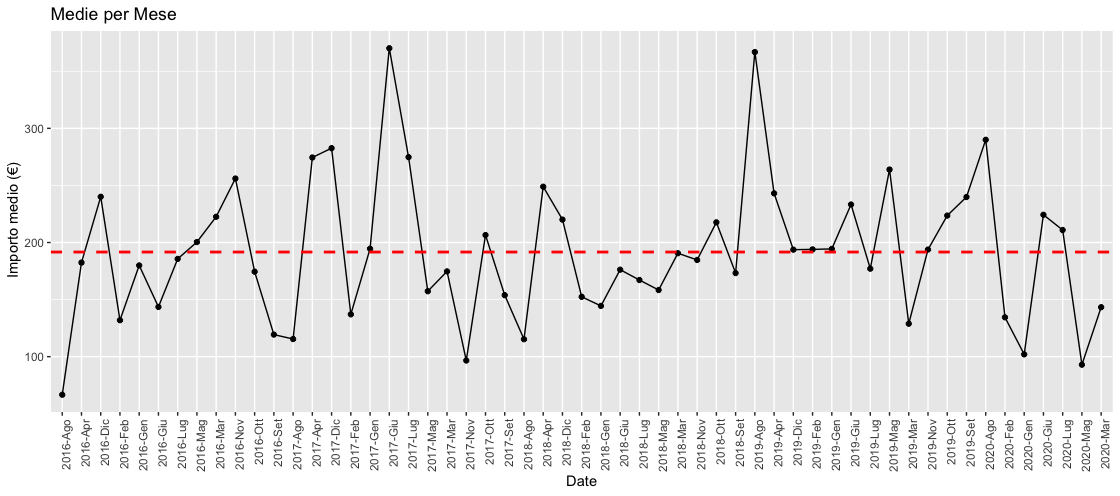 Medie per Mese
Importo medio (€)
300
200
100
2016-Ago
2016-Apr
2016-Dic
2016-Feb
2016-Gen
2016-Giu
2016-Lug
2016-Mag
2016-Mar
2016-Nov
2016-Ott
2016-Set
2017-Ago
2017-Apr
2017-Dic
2017-Feb
2017-Gen
2017-Giu
2017-Lug
2017-Mag
2017-Mar
2017-Nov
2017-Ott
2017-Set
2018-Ago
2018-Apr
2018-Dic
2018-Feb
2018-Gen
2018-Giu
2018-Lug
2018-Mag
2018-Mar
2018-Nov
2018-Ott
2018-Set
2019-Ago
2019-Apr
2019-Dic
2019-Feb
2019-Gen
2019-Giu
2019-Lug
2019-Mag
2019-Mar
2019-Nov
2019-Ott
2019-Set
2020-Ago
2020-Feb
2020-Gen
2020-Giu
2020-Lug
2020-Mag
2020-Mar
Date